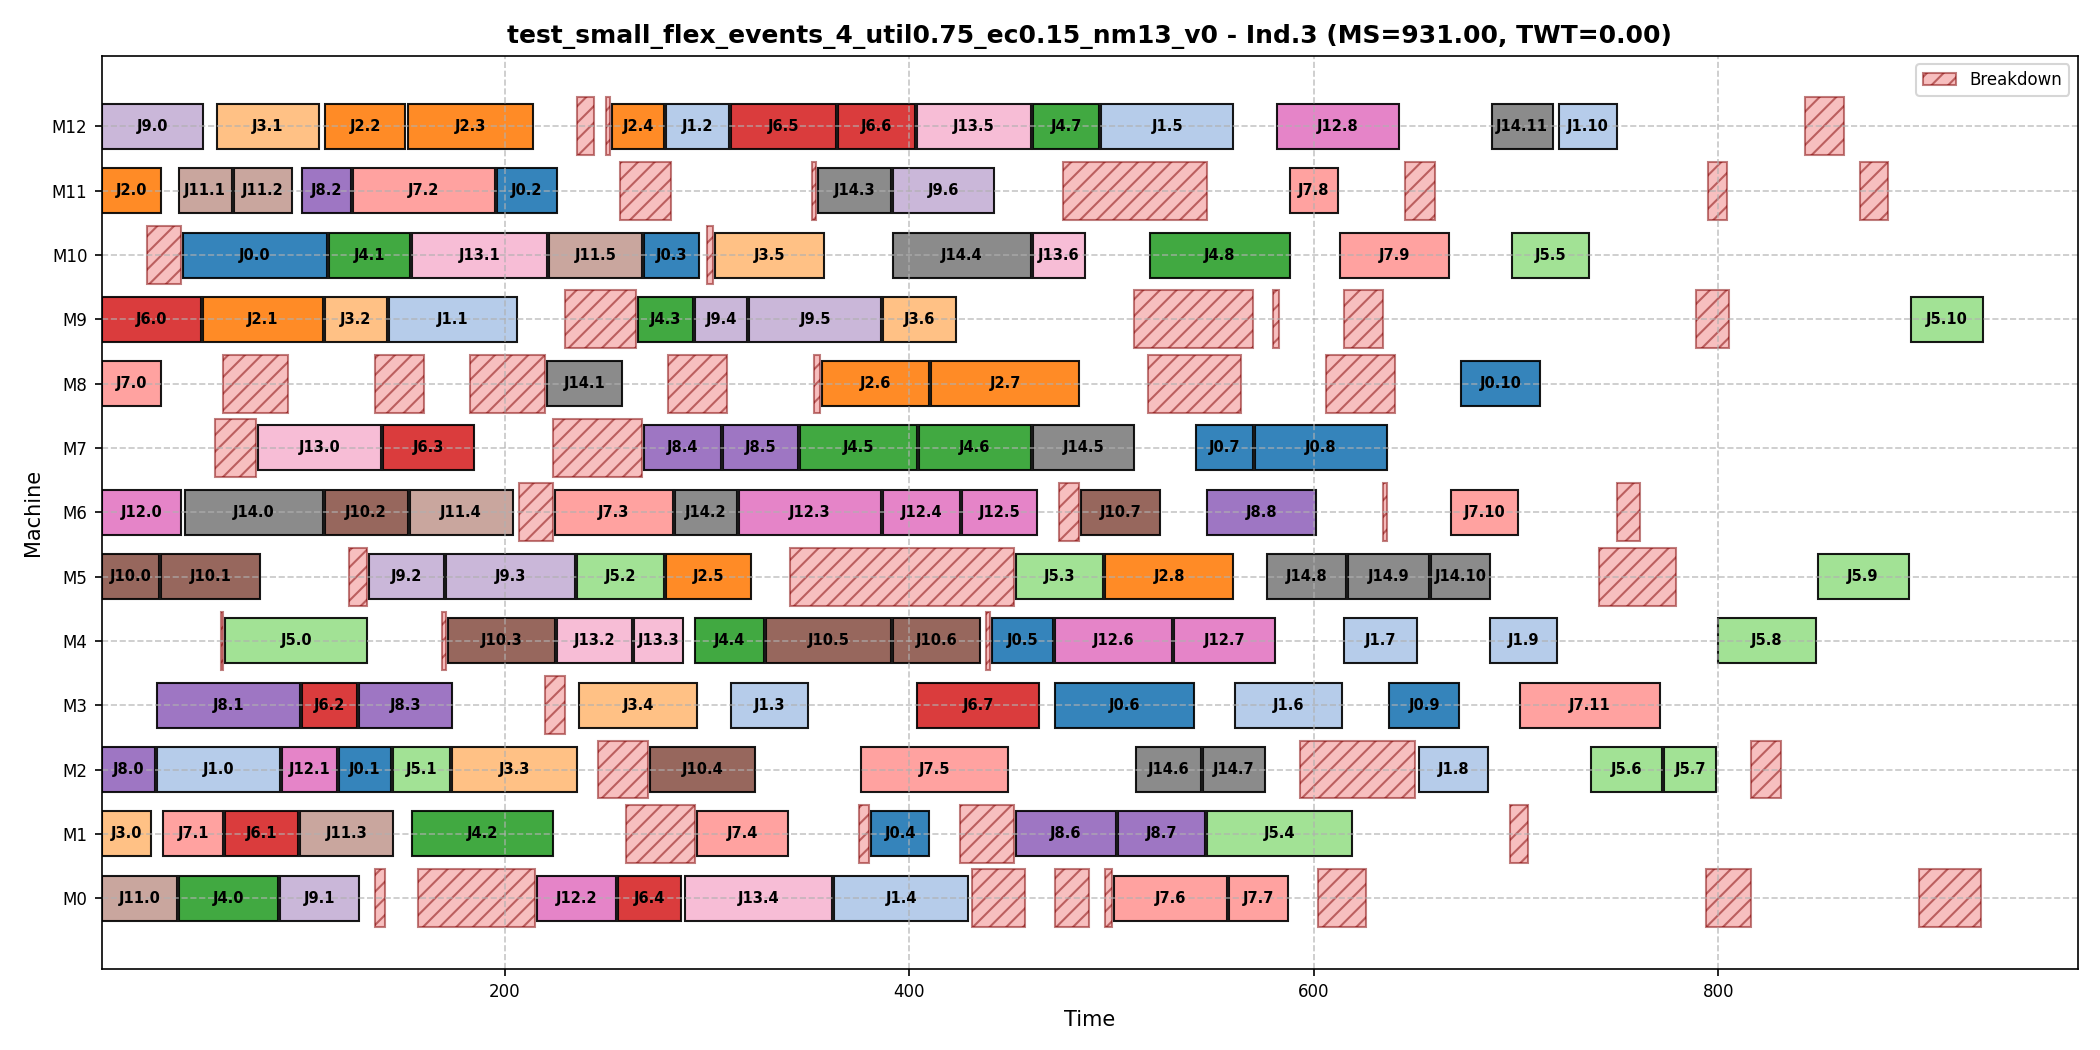 test_small_flex_events_4_util0.75_ec0.15_nm13_v0 - Ind.3 (MS=931.00, TWT=0.00)
Breakdown
M12 J9.0 J3.1 J2.2 J2.3 J2.4 J1.2 J6.5 J6.6 J13.5 J4.7 J1.5 J12.8 J14.11 J1.10
M11 J2.0 J11.1 J11.2 J8.2 J7.2 J0.2 J14.3 J9.6 J7.8
M10 J0.0 J4.1 J13.1 J11.5 J0.3 J3.5 J14.4 J13.6 J4.8 J7.9 J5.5
M9 J6.0 J2.1 J3.2 J1.1 J4.3 J9.4 J9.5 J3.6 J5.10
M8 J7.0 J14.1 J2.6 J2.7 J0.10
M7 J13.0 J6.3 J8.4 J8.5 J4.5 J4.6 J14.5 J0.7 J0.8
M6 J12.0 J14.0 J10.2 J11.4 J7.3 J14.2 J12.3 J12.4 J12.5 J10.7 J8.8 J7.10
M5 J10.0 J10.1 J9.2 J9.3 J5.2 J2.5 J5.3 J2.8 J14.8 J14.9 J14.10 J5.9
M4 J5.0 J10.3 J13.2 J13.3 J4.4 J10.5 J10.6 J0.5 J12.6 J12.7 J1.7 J1.9 J5.8
M3 J8.1 J6.2 J8.3 J3.4 J1.3 J6.7 J0.6 J1.6 J0.9 J7.11
M2 J8.0 J1.0 J12.1 J0.1 J5.1 J3.3 J10.4 J7.5 J14.6 J14.7 J1.8 J5.6 J5.7
M1 J3.0 J7.1 J6.1 J11.3 J4.2 J7.4 J0.4 J8.6 J8.7 J5.4
M0 J11.0 J4.0 J9.1 J12.2 J6.4 J13.4 J1.4 J7.6 J7.7
Machine
200 400 600 800
Time